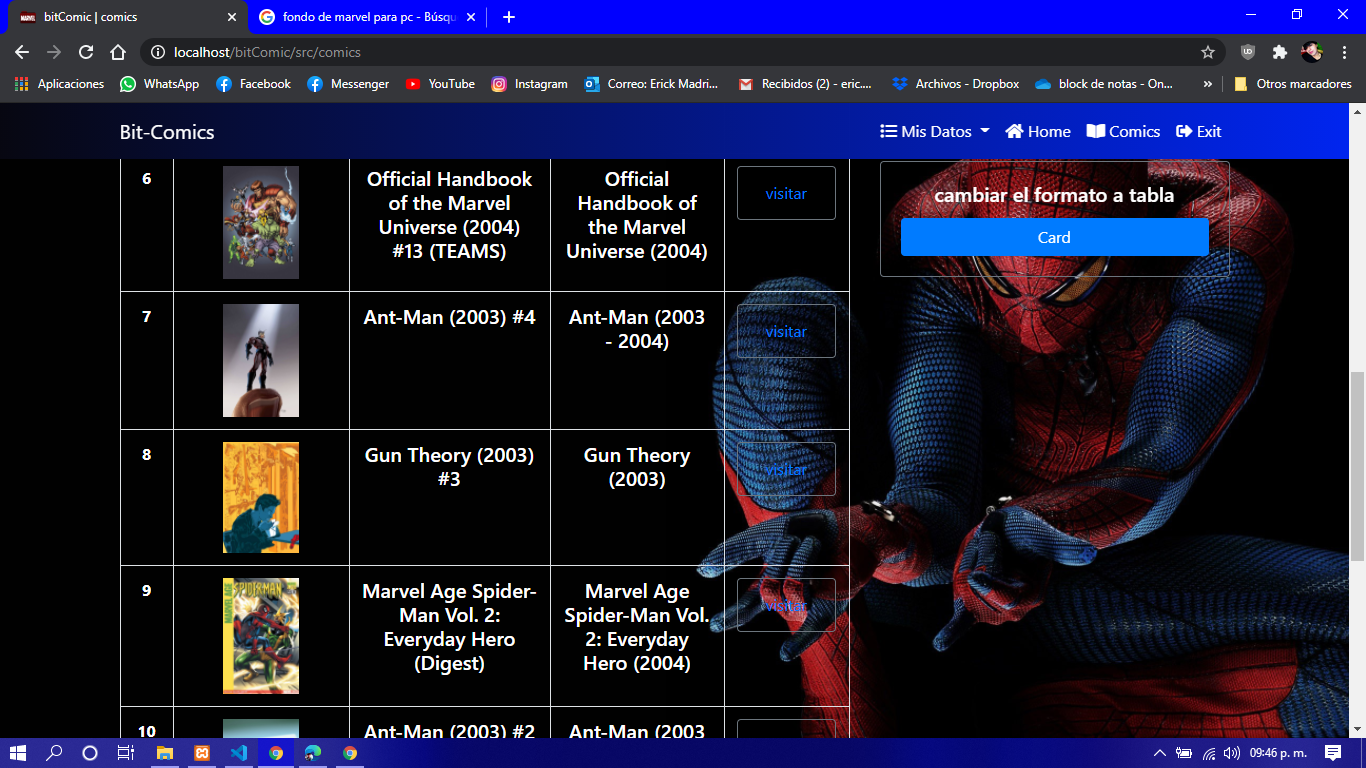 bitComic | comics
fondo de marvel para pc - Búsqu
localhost/bitComic/src/comics
Aplicaciones
WhatsApp
Facebook
Messenger
YouTube
Instagram
Correo: Erick Madri...
Recibidos (2) - eric....
Archivos - Dropbox
block de notas - On...
»
Otros marcadores
Bit-Comics
Mis Datos
Home
Comics
Exit
6
Official Handbook
of the Marvel
Universe (2004)
#13 (TEAMS)
Official
Handbook of
the Marvel
Universe (2004)
visitar
cambiar el formato a tabla
Card
7
Ant-Man (2003) #4
Ant-Man (2003
- 2004)
visitar
8
Gun Theory (2003)
#3
Gun Theory
(2003)
visitar
9
MARVEL AGE
SPIDER-MAN
Marvel Age Spider-
Man Vol. 2:
Everyday Hero
(Digest)
Marvel Age
Spider-Man Vol.
2: Everyday
Hero (2004)
visitar
10
Ant-Man (2003) #2
Ant-Man (2003
09:46 p. m.